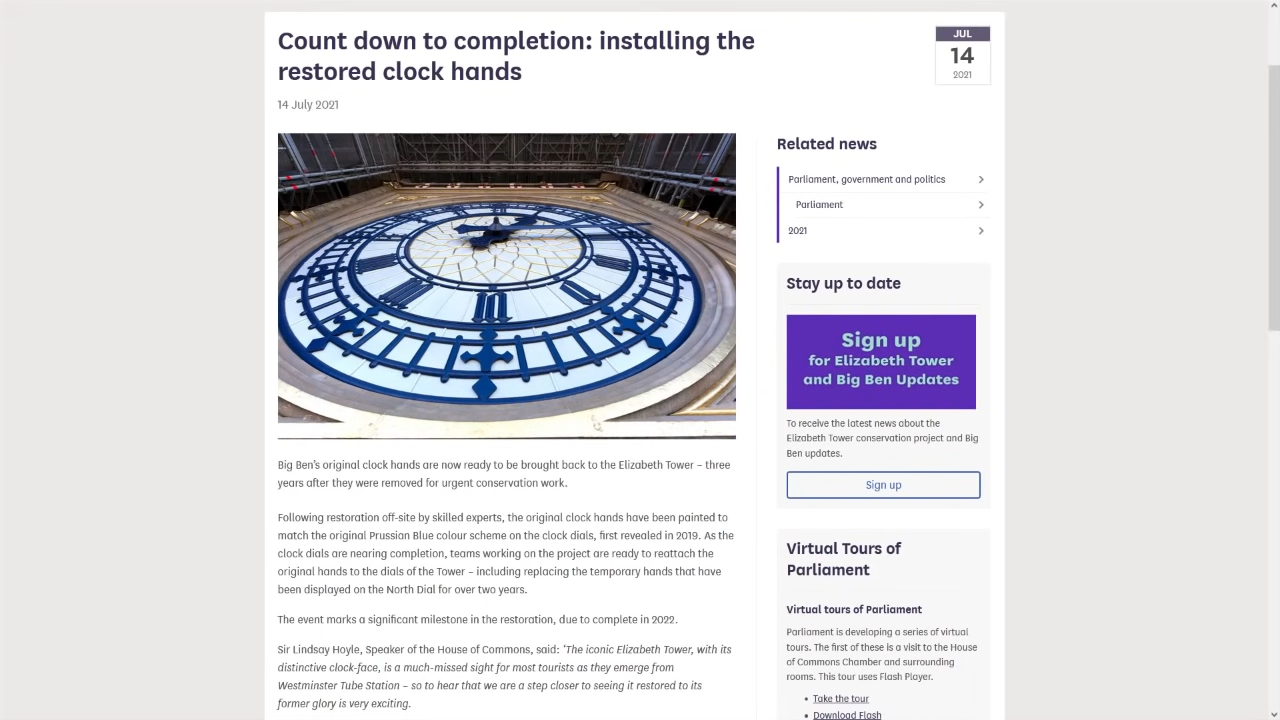 Count down to completion: installing the
restored clock hands
JUL
14
2021
14 July 2021
Big Ben's original clock hands are now ready to be brought back to the Elizabeth Tower – three
years after they were removed for urgent conservation work.
Following restoration off-site by skilled experts, the original clock hands have been painted to
match the original Prussian Blue colour scheme on the clock dials, first revealed in 2019. As the
clock dials are nearing completion, teams working on the project are ready to reattach the
original hands to the dials of the Tower – including replacing the temporary hands that have
been displayed on the North Dial for over two years.
The event marks a significant milestone in the restoration, due to complete in 2022.
Sir Lindsay Hoyle, Speaker of the House of Commons, said: 'The iconic Elizabeth Tower, with its
distinctive clock-face, is a much-missed sight for most tourists as they emerge from
Westminster Tube Station – so to hear that we are a step closer to seeing it restored to its
former glory is very exciting.
Related news
Parliament, government and politics
Parliament
2021
Stay up to date
Sign up
for Elizabeth Tower
and Big Ben Updates
To receive the latest news about the
Elizabeth Tower conservation project and Big
Ben updates.
Sign up
Virtual Tours of
Parliament
Virtual tours of Parliament
Parliament is developing a series of virtual
tours. The first of these is a visit to the House
of Commons Chamber and surrounding
rooms. This tour uses Flash Player.
• Take the tour
• Download Flash